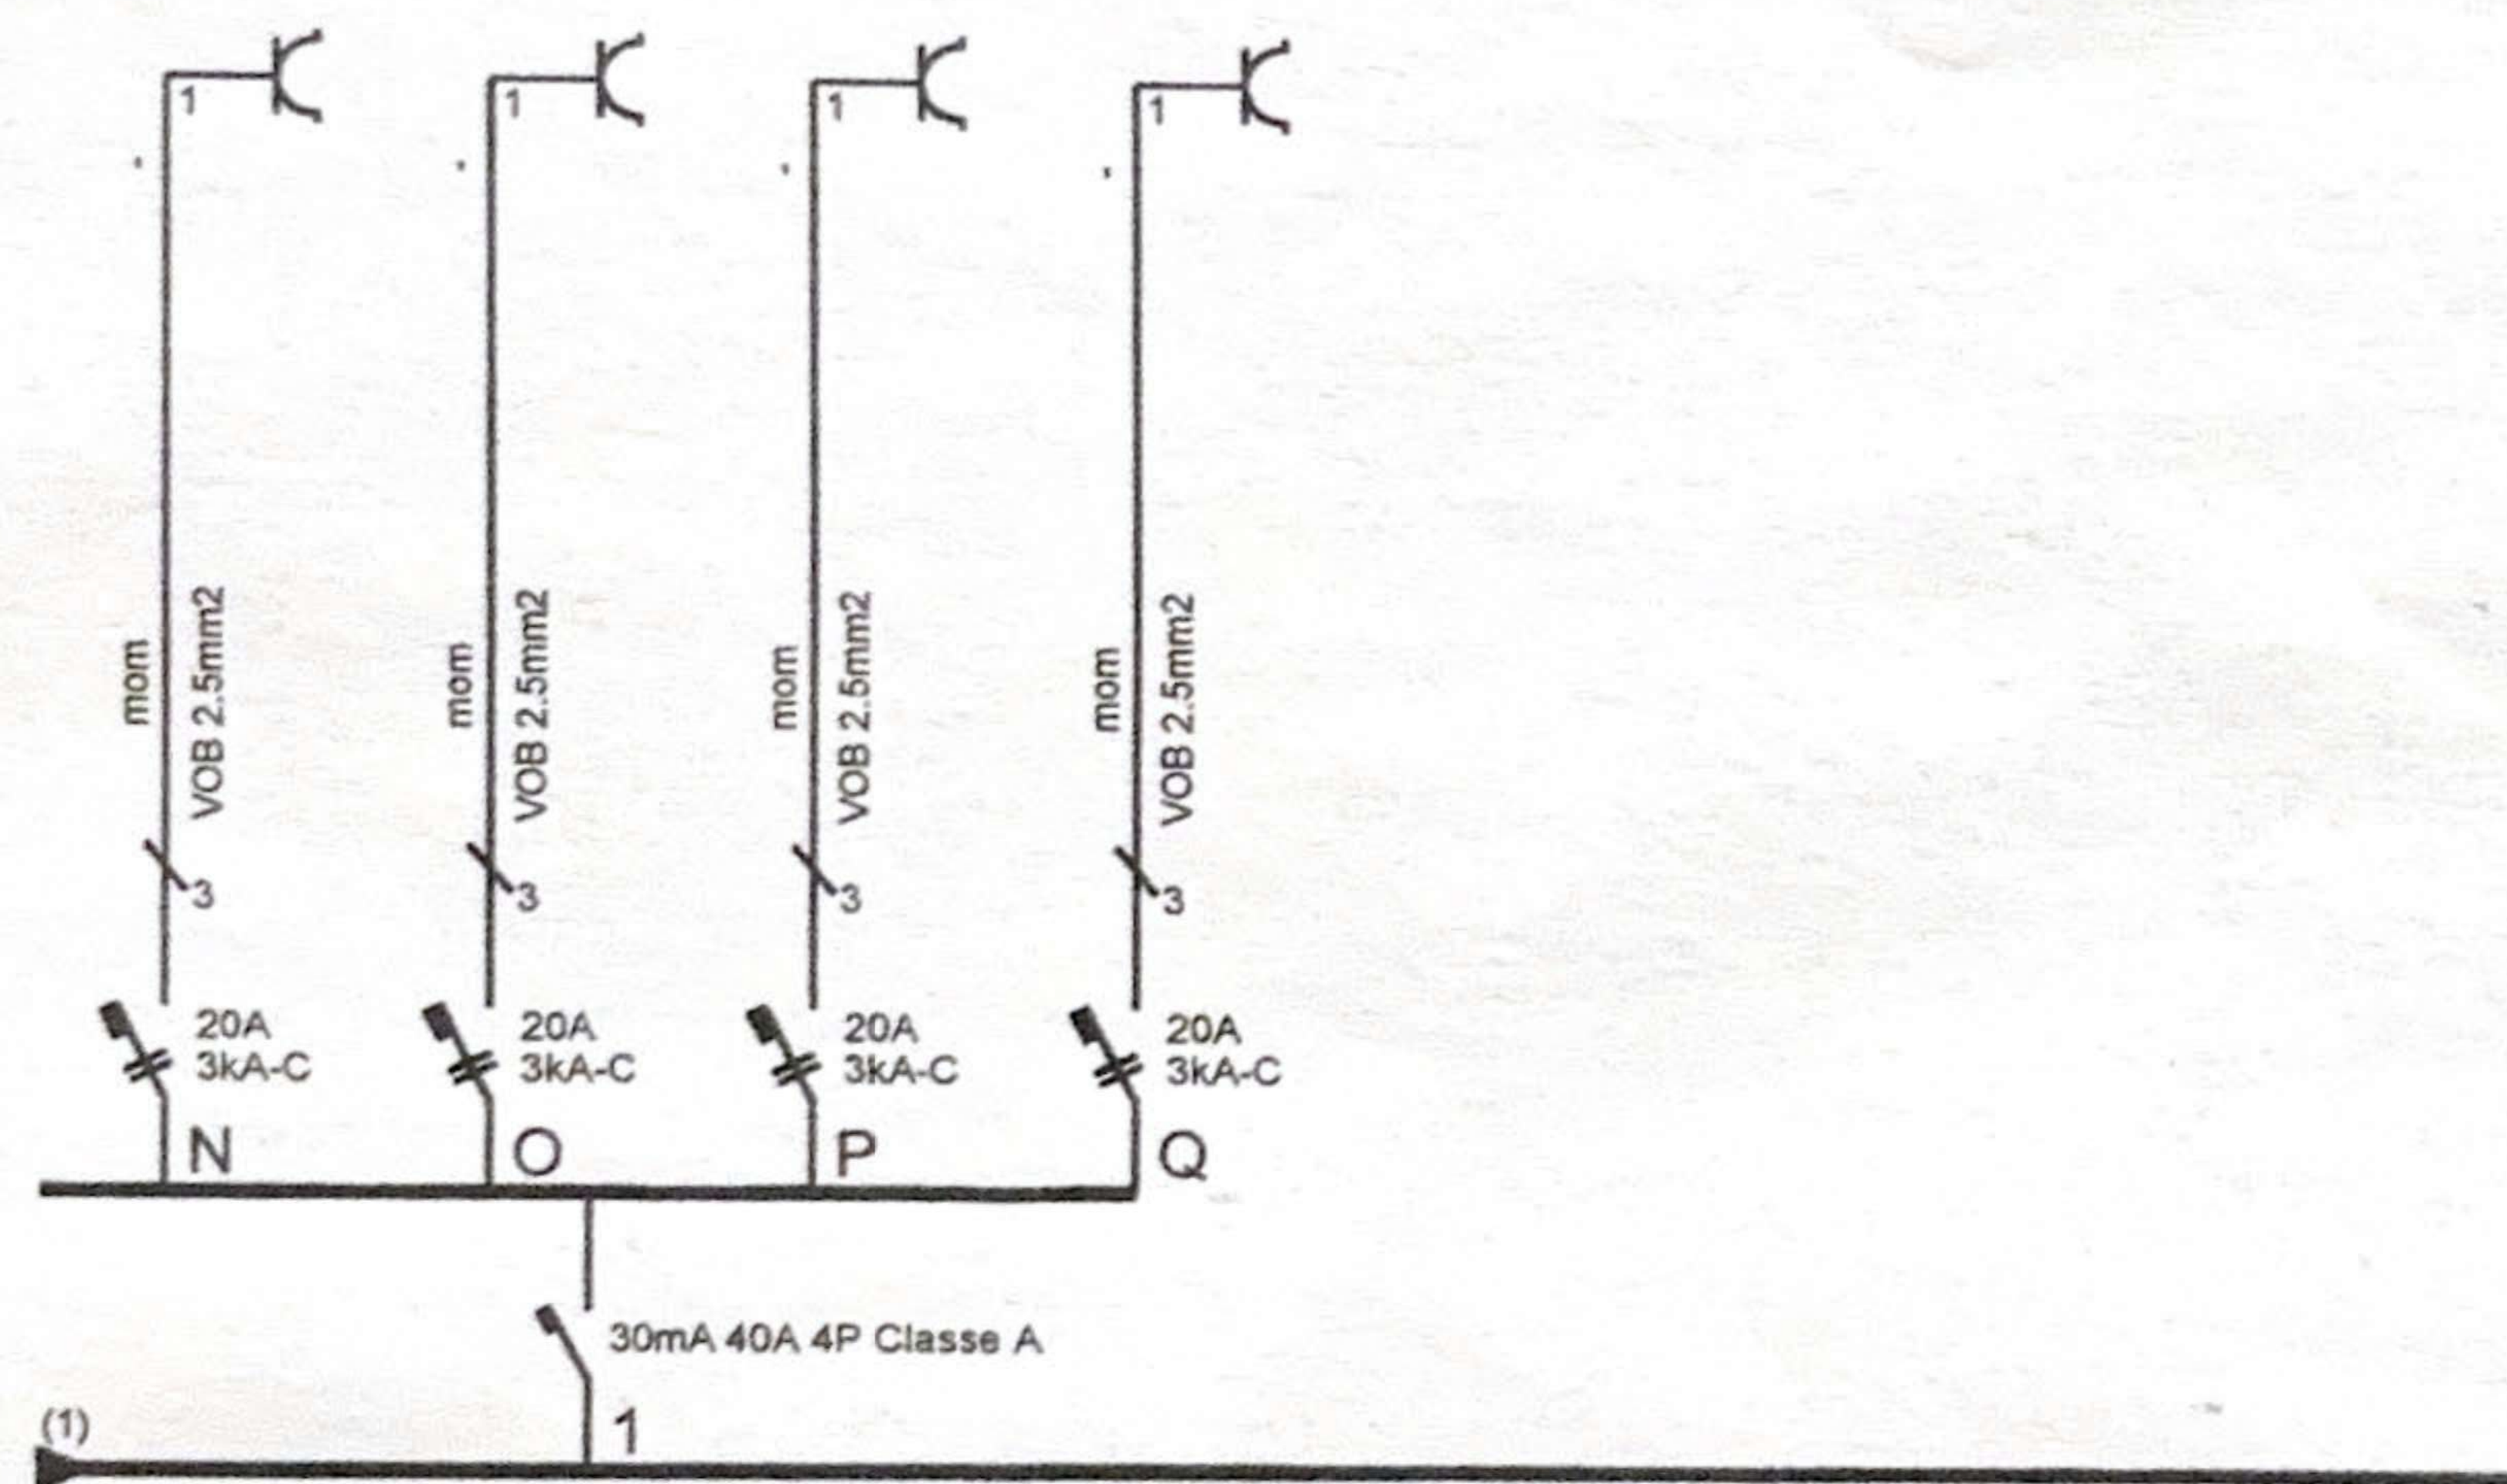 1
1
1
1
mom
VOB 2.5mm2
mom
VOB 2.5mm2
mom
VOB 2.5mm2
mom
VOB 2.5mm2
3
3
3
3
20A
3kA-C
20A
3kA-C
20A
3kA-C
20A
3kA-C
N
O
P
Q
30mA 40A 4P Classe A
(1)
1